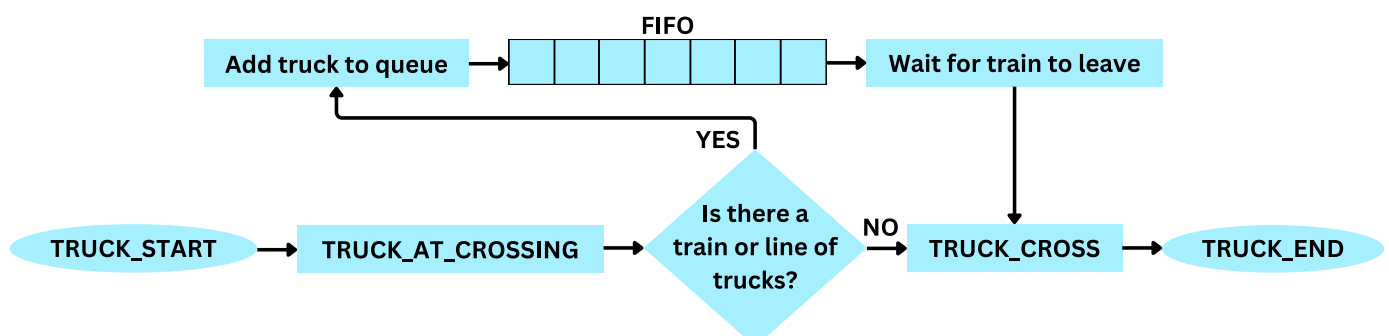 FIFO
Add truck to queue
Wait for train to leave
YES
TRUCK_START
TRUCK_AT_CROSSING
Is there a
train or line of
trucks?
NO
TRUCK_CROSS
TRUCK_END